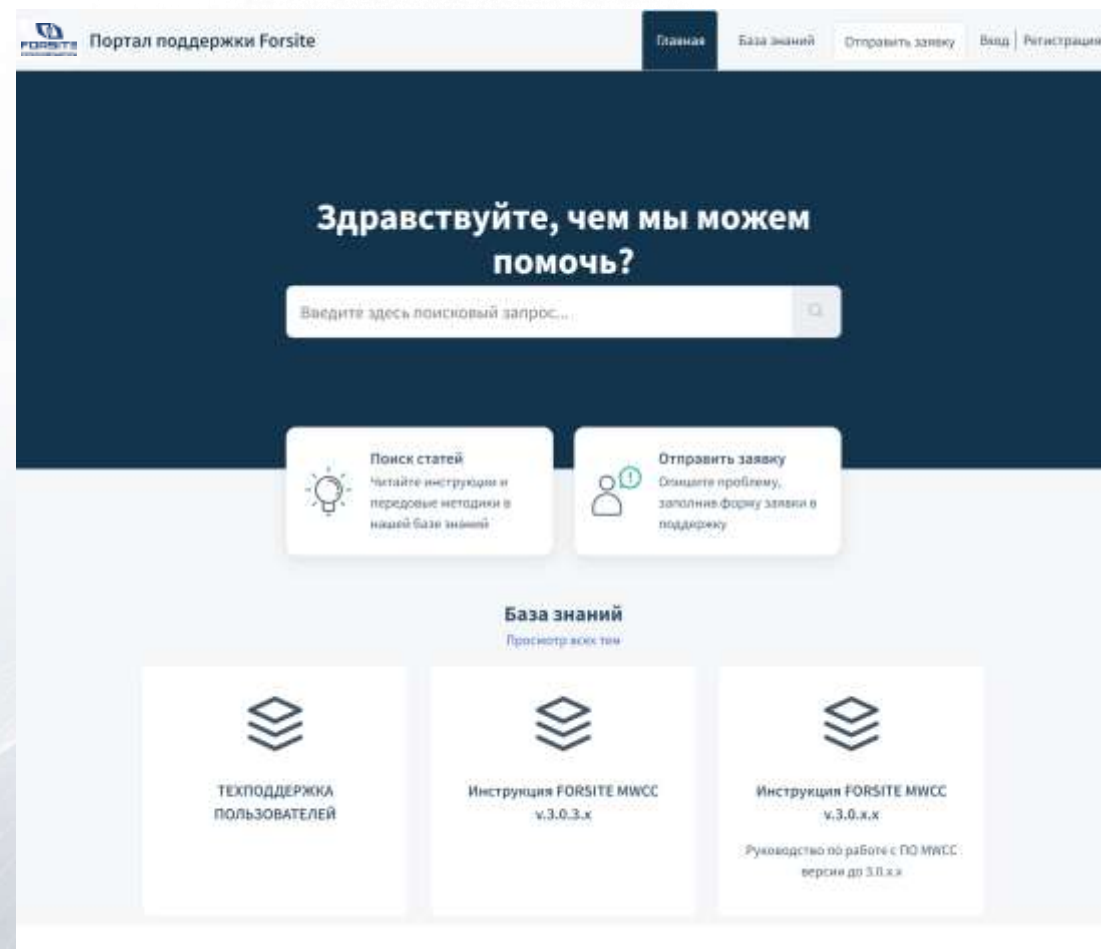 FORSITE
Портал поддержки Forsite
Главная
База знаний
Отправить заявку
Вход | Регистрация
Здравствуйте, чем мы можем
помочь?
Введите здесь поисковый запрос...
Поиск статей
Читайте инструкции и
передовые методики в
нашей базе знаний
Отправить заявку
Опишите проблему,
заполнив форму заявки в
поддержку
База знаний
Просмотр всех тем
ТЕХПОДДЕРЖКА
ПОЛЬЗОВАТЕЛЕЙ
Инструкция FORSITE MWCC
v.3.0.3.x
Инструкция FORSITE MWCC
v.3.0.x.x
Руководство по работе с ПО MWCC
версии до 3.0.x.x